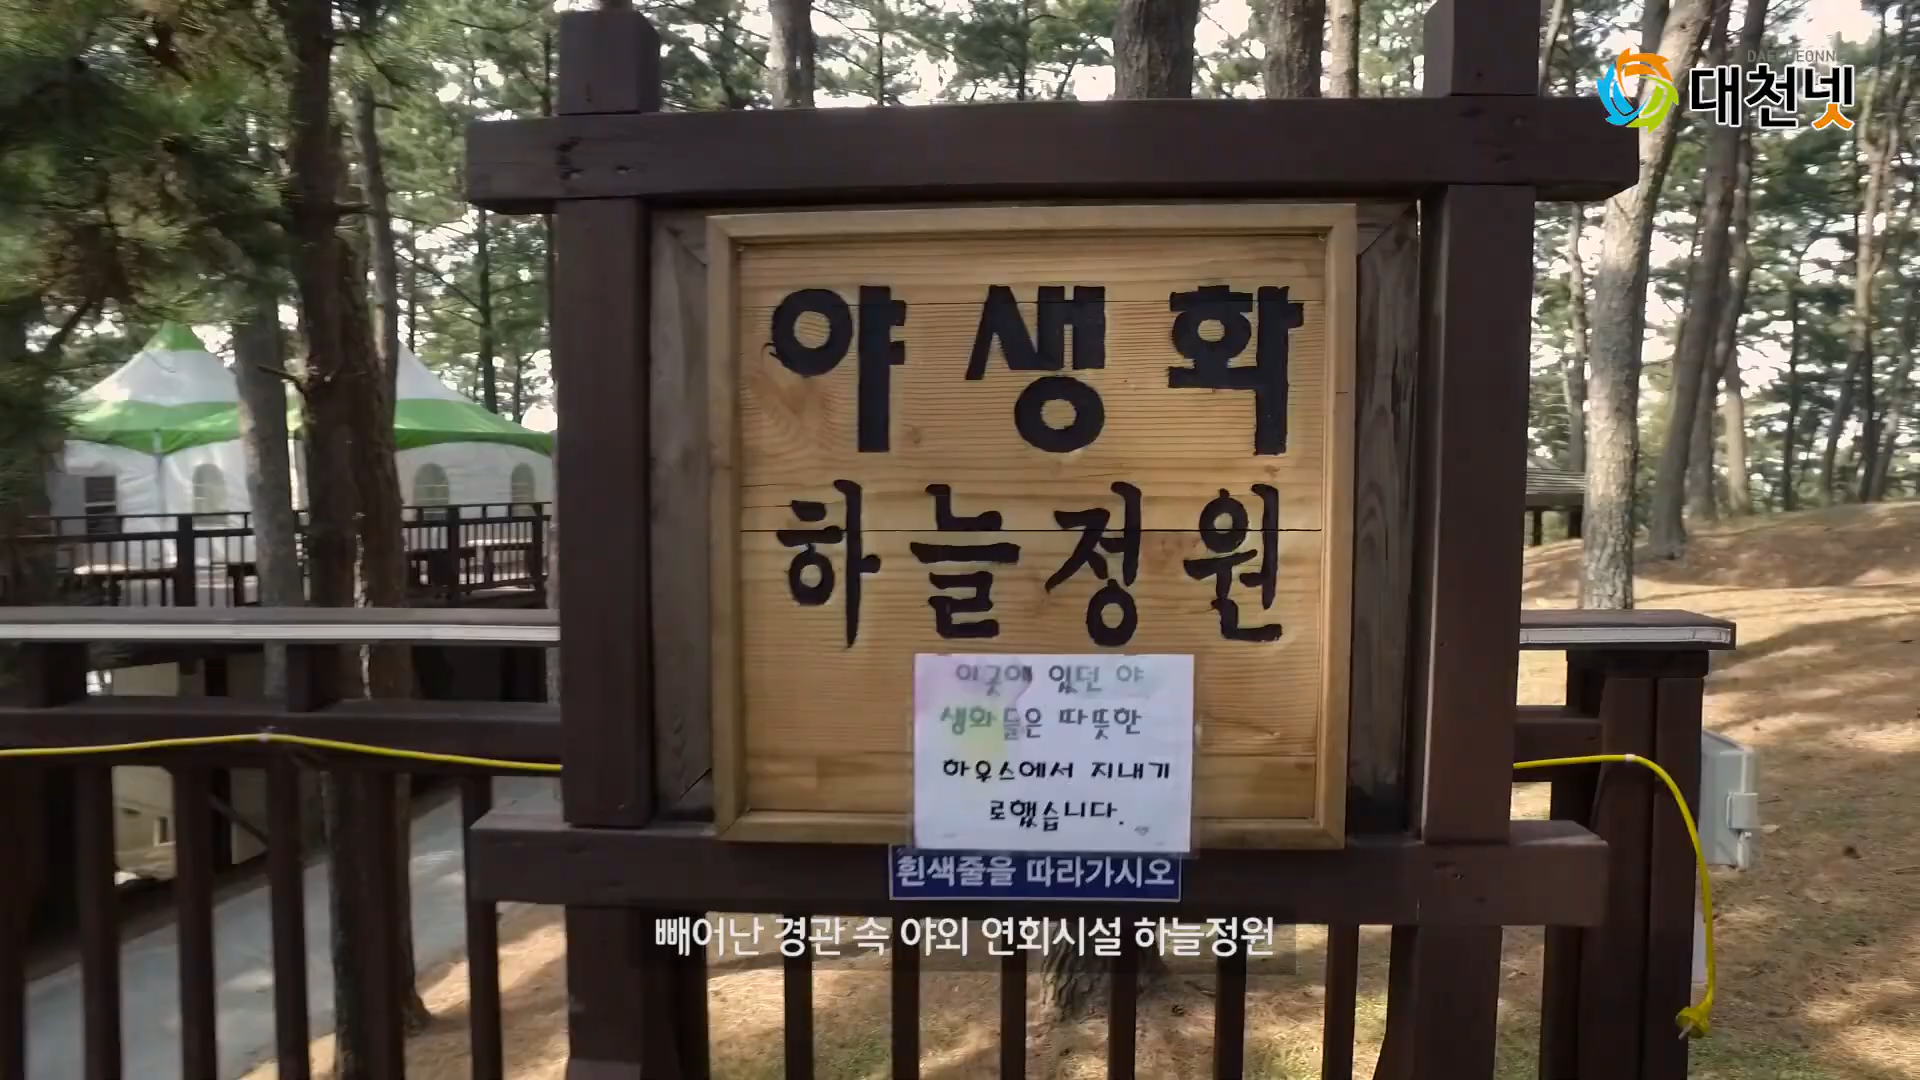 DAECHEONN
대천넷
야생화
하늘정원
이곳에 있던 야
생화들은 따뜻한
하우스에서 지내기
로했습니다.
흰색줄을 따라가시오
빼어난 경관 속 야외 연회시설 하늘정원